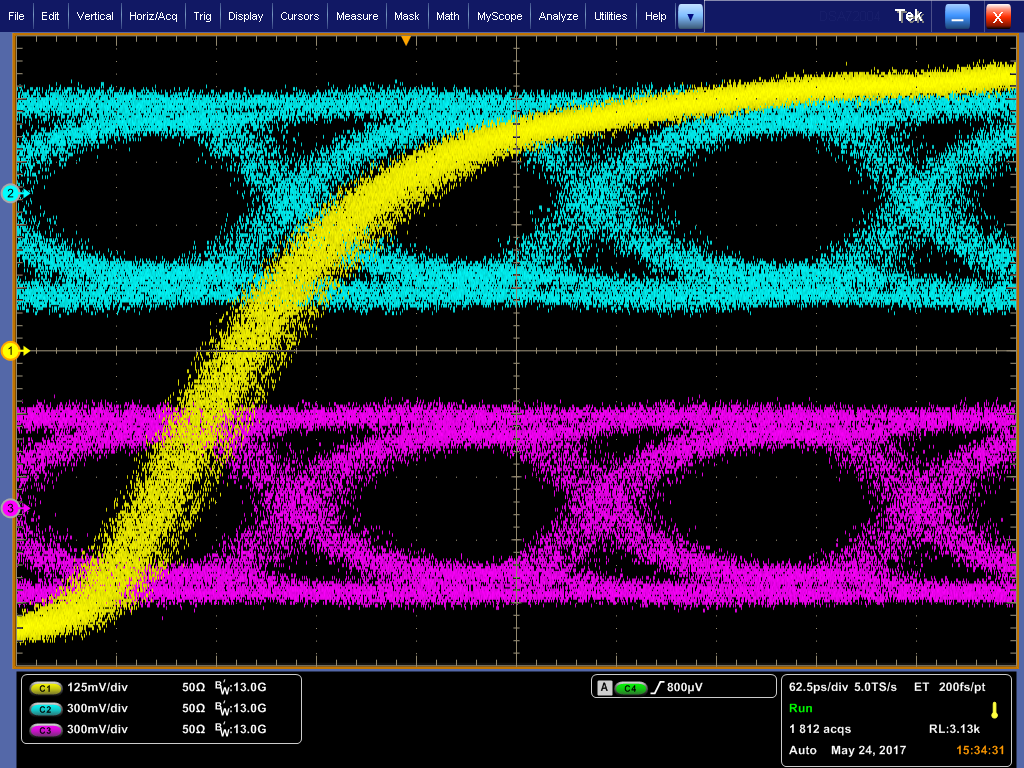 File Edit Vertical Horiz/Acq Trig Display Cursors Measure Mask Math MyScope Analyze Utilities Help Tek X
2
1
3
C1 125mV/div 50Ω BW:13.0G
C2 300mV/div 50Ω BW:13.0G
C3 300mV/div 50Ω BW:13.0G
A C4 800µV
62.5ps/div 5.0TS/s ET 200fs/pt
Run
1 812 acqs RL:3.13k
Auto May 24, 2017 15:34:31